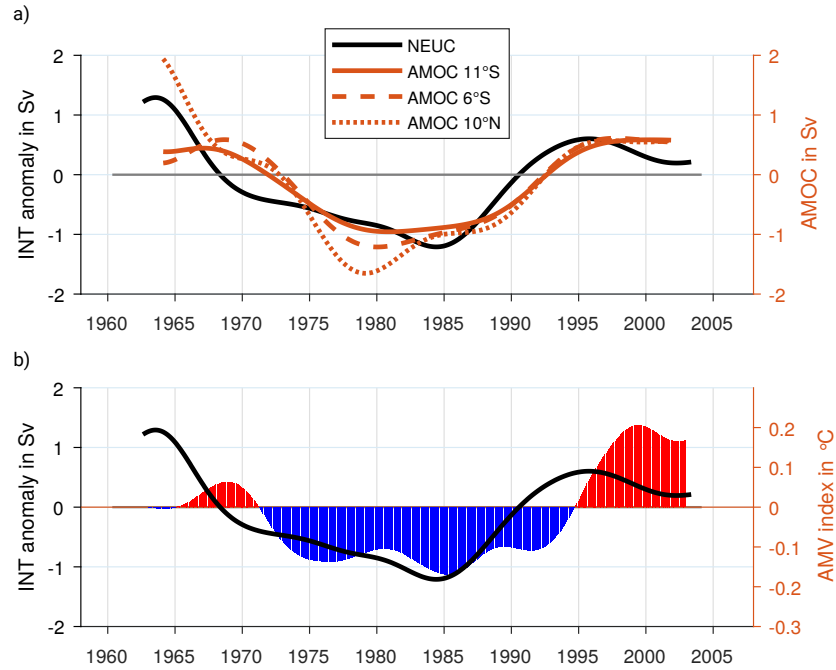 a)
NEUC
AMOC 11°S
AMOC 6°S
AMOC 10°N
INT anomaly in Sv
2
1
0
-1
-2
AMOC in Sv
2
1
0
-1
-2
1960 1965 1970 1975 1980 1985 1990 1995 2000 2005
b)
INT anomaly in Sv
2
1
0
-1
-2
AMV index in °C
0.2
0.1
0
-0.1
-0.2
-0.3
1960 1965 1970 1975 1980 1985 1990 1995 2000 2005